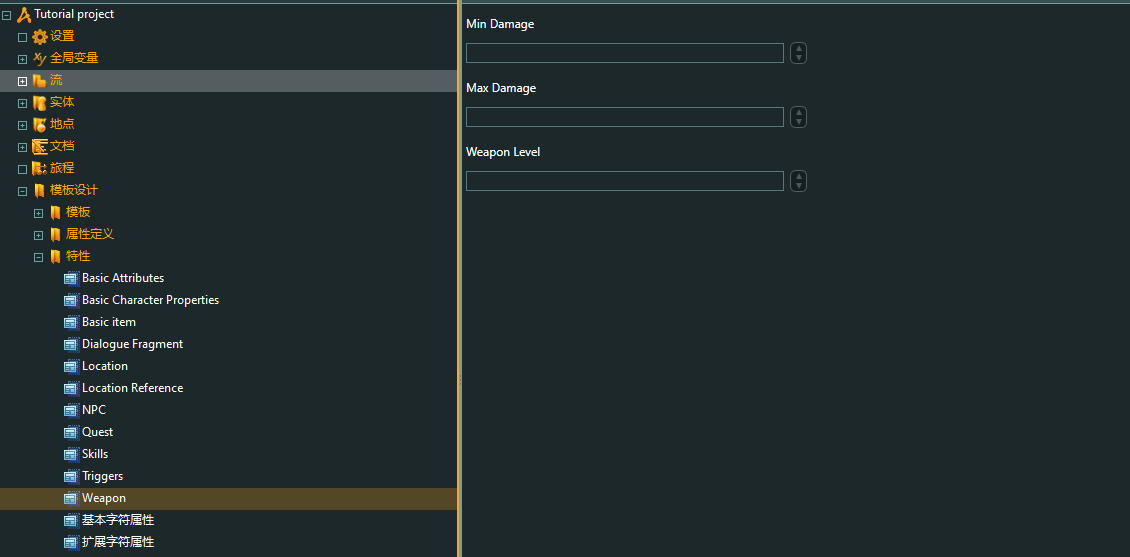 Tutorial project
设置
全局变量
流
实体
地点
文档
旅程
模板设计
模板
属性定义
特性
Basic Attributes
Basic Character Properties
Basic item
Dialogue Fragment
Location
Location Reference
NPC
Quest
Skills
Triggers
Weapon
基本字符属性
扩展字符属性
Min Damage
Max Damage
Weapon Level